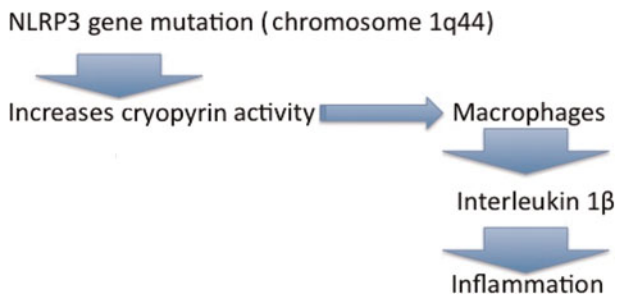 NLRP3 gene mutation (chromosome 1q44)
Increases cryopyrin activity
Macrophages
Interleukin 1β
Inflammation